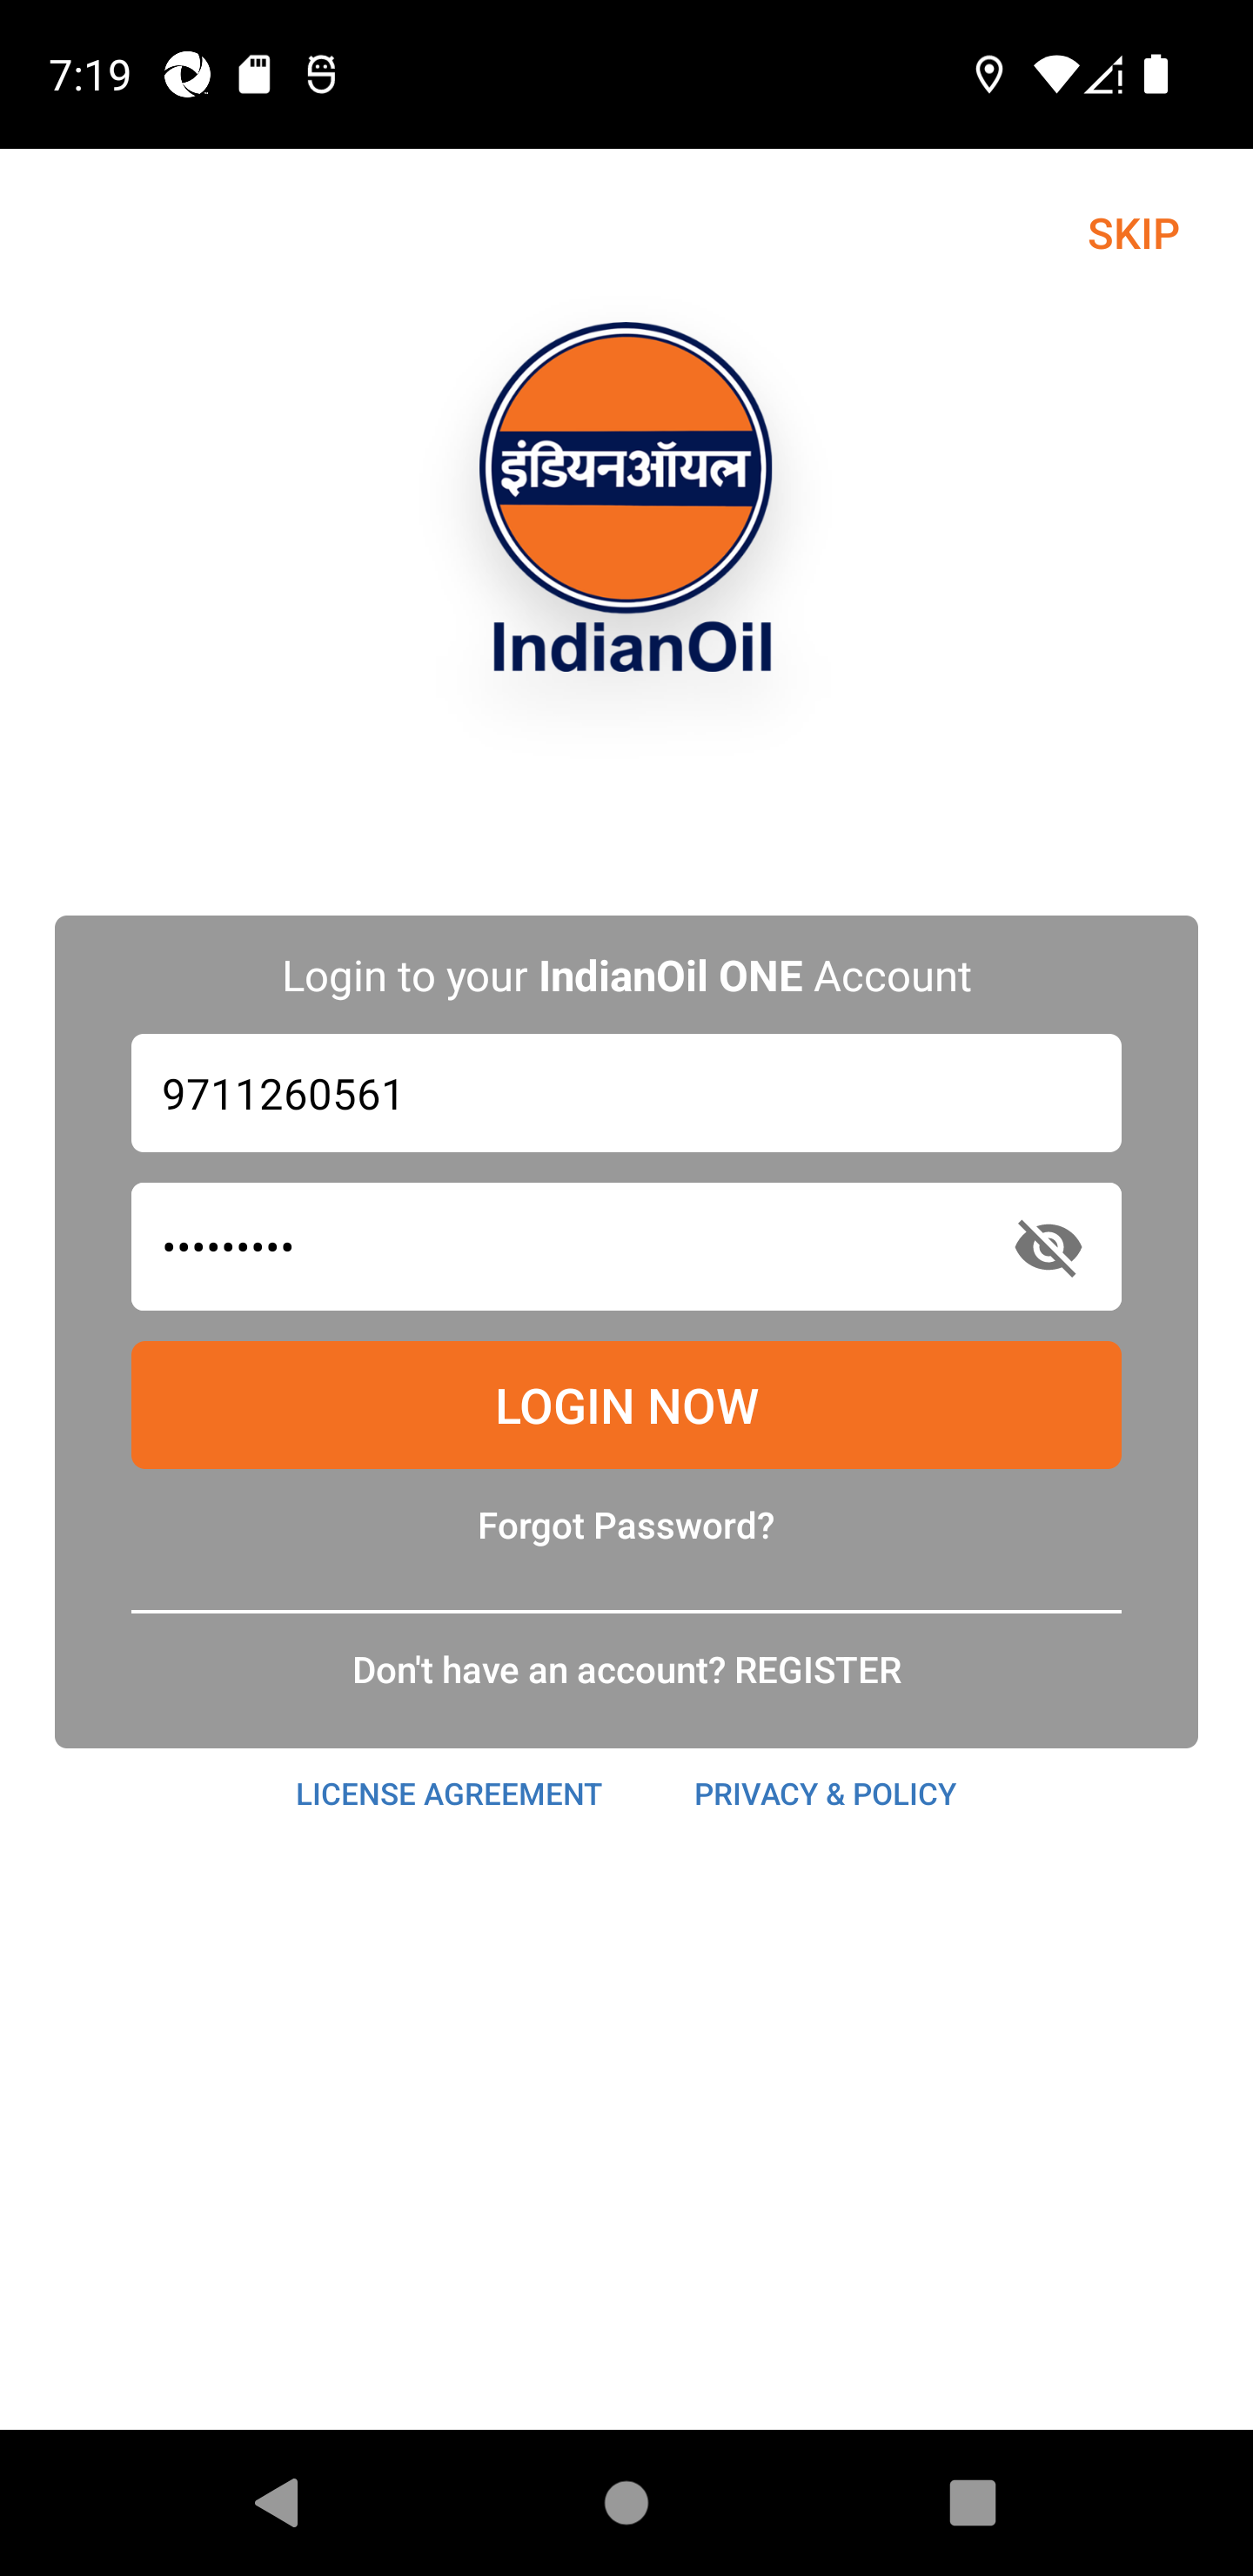 7:19
SKIP
इंडियनऑयल
IndianOil
Login to your IndianOil ONE Account
9711260561
•••••••••
LOGIN NOW
Forgot Password?
Don't have an account? REGISTER
LICENSE AGREEMENT PRIVACY & POLICY